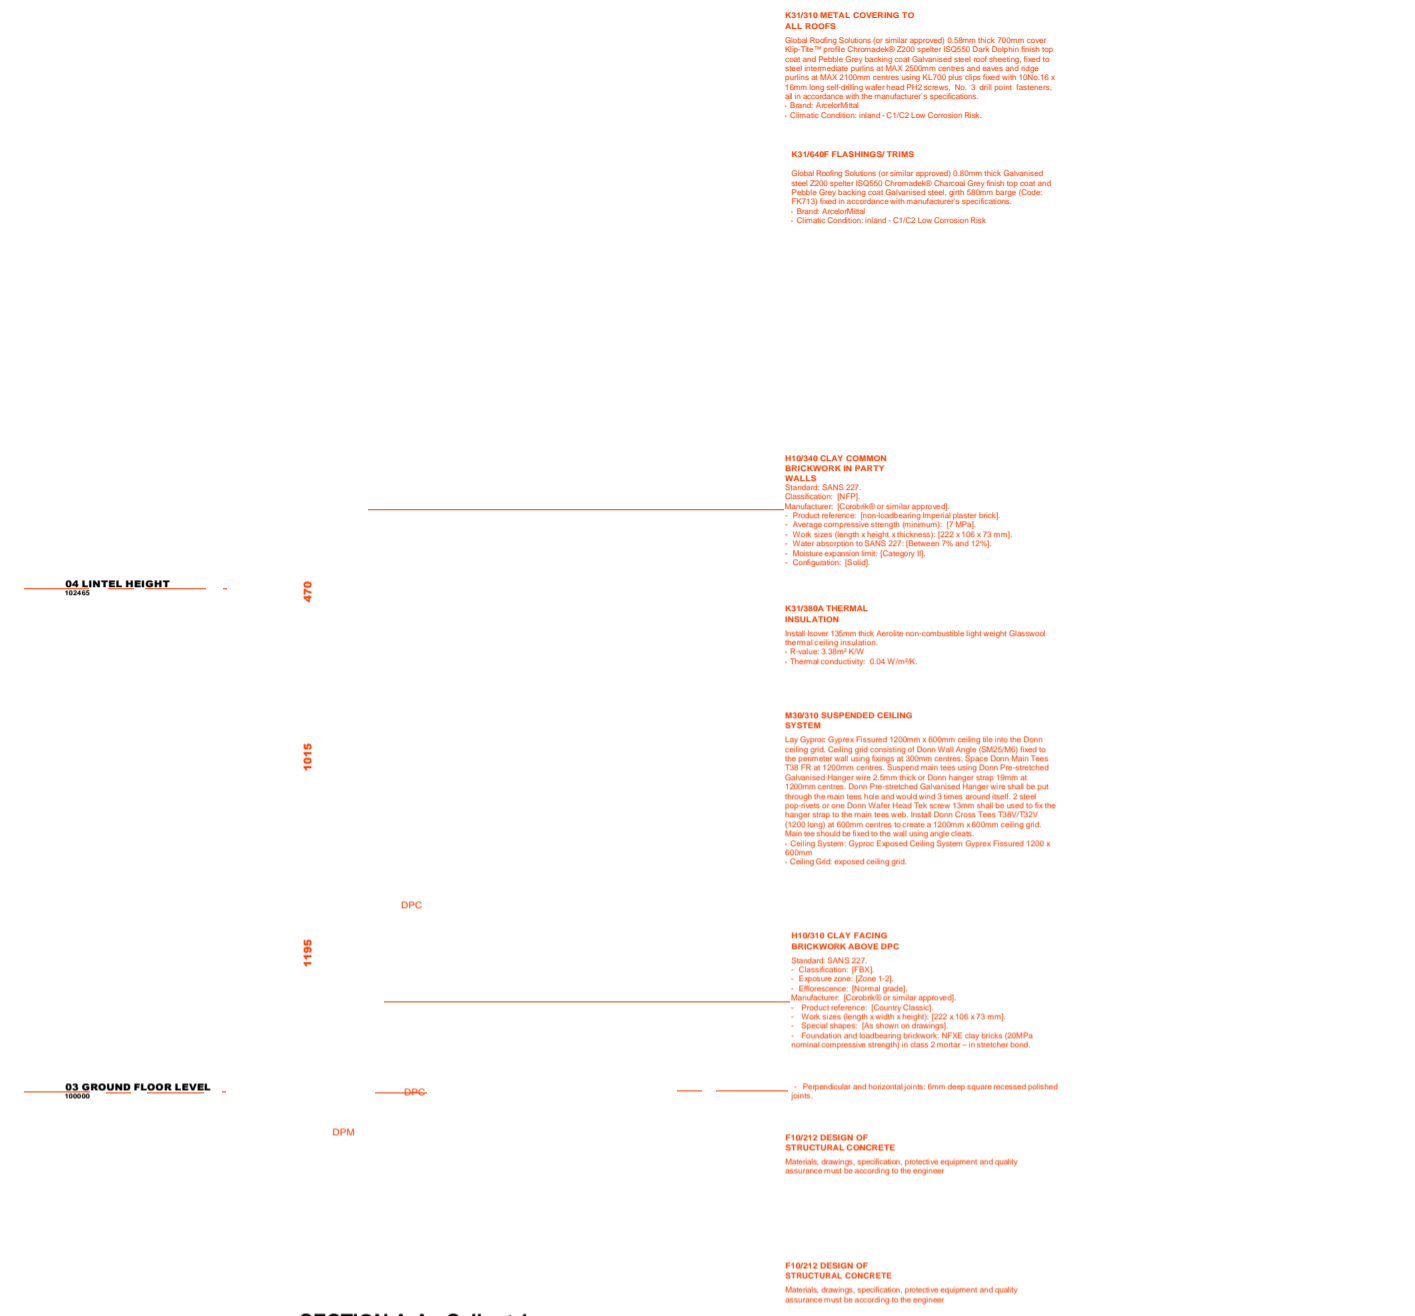 K31/310 METAL COVERING TO
ALL ROOFS
Global Roofing Solutions (or similar approved) 0.58mm thick 700mm cover
Klip-Tite™ profile Chromadek® Z200 spelter ISQ550 Dark Dolphin finish top
coat and Pebble Grey backing coat Galvanised steel roof sheeting, fixed to
steel intermediate purlins at MAX 2500mm centres and eaves and ridge
purlins at MAX 2100mm centres using KL700 plus clips fixed with 10No.16 x
16mm long self-drilling wafer head PH2 screws, No. 3 drill point fasteners,
all in accordance with the manufacturer's specifications.
- Brand: ArcelorMittal
- Climatic Condition: inland - C1/C2 Low Corrosion Risk.
K31/640F FLASHINGS/ TRIMS
Global Roofing Solutions (or similar approved) 0.80mm thick Galvanised
steel Z200 spelter ISQ550 Chromadek® Charcoal Grey finish top coat and
Pebble Grey backing coat Galvanised steel, girth 580mm barge (Code:
FK713) fixed in accordance with manufacturer's specifications.
- Brand: ArcelorMittal
- Climatic Condition: inland - C1/C2 Low Corrosion Risk
H10/340 CLAY COMMON
BRICKWORK IN PARTY
WALLS
Standard: SANS 227.
Classification: [NFP].
Manufacturer: [Corobrik® or similar approved].
- Product reference: [non-loadbearing Imperial plaster brick].
- Average compressive strength (minimum): [7 MPa].
- Work sizes (length x height x thickness): [222 x 106 x 73 mm].
- Water absorption to SANS 227: [Between 7% and 12%].
- Moisture expansion limit: [Category II].
- Configuration: [Solid].
04 LINTEL HEIGHT
102465
470
K31/380A THERMAL
INSULATION
Install Isover 135mm thick Aerolite non-combustible light weight Glasswool
thermal ceiling insulation.
- R-value: 3.38m² K/W
- Thermal conductivity: 0.04 W/m²/K.
1015
M30/310 SUSPENDED CEILING
SYSTEM
Lay Gyproc Gyprex Fissured 1200mm x 600mm ceiling tile into the Donn
ceiling grid. Ceiling grid consisting of Donn Wall Angle (SM25/M6) fixed to
the perimeter wall using fixings at 300mm centres. Space Donn Main Tees
T38 FR at 1200mm centres. Suspend main tees using Donn Pre-stretched
Galvanised Hanger wire 2.5mm thick or Donn hanger strap 19mm at
1200mm centres. Donn Pre-stretched Galvanised Hanger wire shall be put
through the main tees hole and would wind 3 times around itself. 2 steel
pop-rivets or one Donn Wafer Head Tek screw 13mm shall be used to fix the
hanger strap to the main tees web. Install Donn Cross Tees T38V/T32V
(1200 long) at 600mm centres to create a 1200mm x 600mm ceiling grid.
Main tee should be fixed to the wall using angle cleats.
- Ceiling System: Gyproc Exposed Ceiling System Gyprex Fissured 1200 x
600mm
- Ceiling Grid: exposed ceiling grid.
DPC
1195
H10/310 CLAY FACING
BRICKWORK ABOVE DPC
Standard: SANS 227.
- Classification: [FBX].
- Exposure zone: [Zone 1-2].
- Efflorescence: [Normal grade].
Manufacturer: [Corobrik® or similar approved].
- Product reference: [Country Classic].
- Work sizes (length x width x height): [222 x 106 x 73 mm].
- Special shapes: [As shown on drawings].
- Foundation and loadbearing brickwork: NFXE clay bricks (20MPa
nominal compressive strength) in class 2 mortar – in stretcher bond.
03 GROUND FLOOR LEVEL
100000
DPC
- Perpendicular and horizontal joints: 6mm deep square recessed polished
joints.
DPM
F10/212 DESIGN OF
STRUCTURAL CONCRETE
Materials, drawings, specification, protective equipment and quality
assurance must be according to the engineer
F10/212 DESIGN OF
STRUCTURAL CONCRETE
Materials, drawings, specification, protective equipment and quality
assurance must be according to the engineer